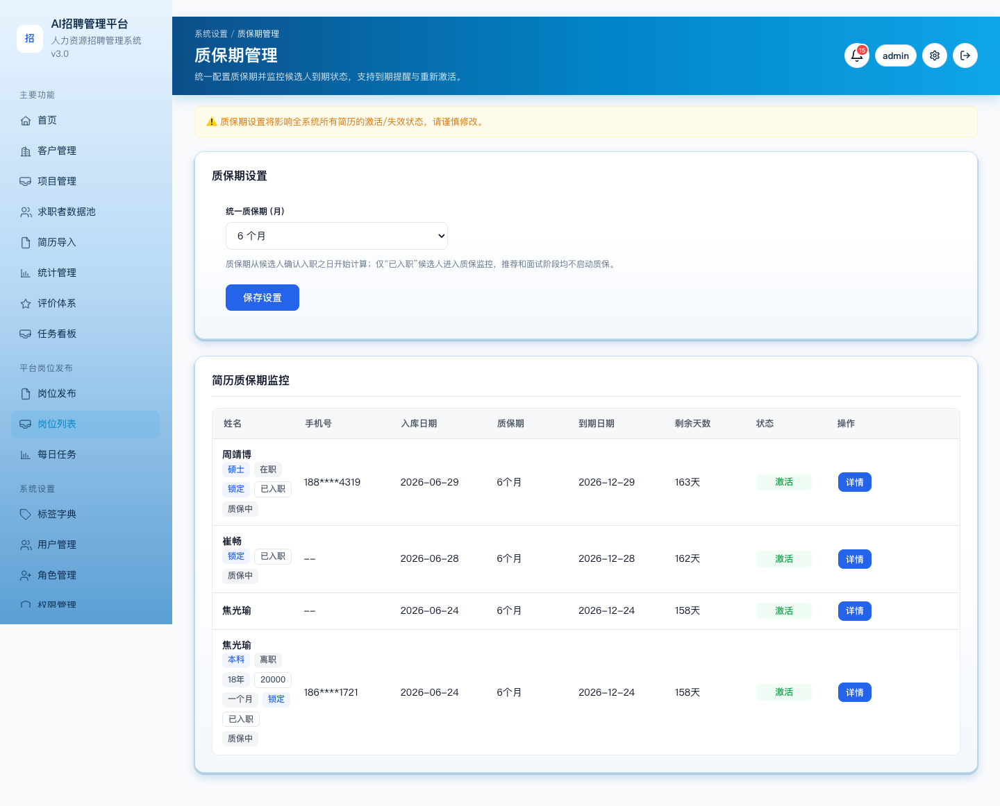 招
AI招聘管理平台
人力资源招聘管理系统
v3.0
主要功能
首页
客户管理
项目管理
求职者数据池
简历导入
统计管理
评价体系
任务看板
平台岗位发布
岗位发布
岗位列表
每日任务
系统设置
标签字典
用户管理
角色管理
权限管理
系统设置 / 质保期管理
质保期管理
统一配置质保期并监控候选人到期状态，支持到期提醒与重新激活。
15
admin
质保期设置将影响全系统所有简历的激活/失效状态，请谨慎修改。
质保期设置
统一质保期 (月)
6 个月
质保期从候选人确认入职之日开始计算；仅“已入职”候选人进入质保监控，推荐和面试阶段均不启动质保。
保存设置
简历质保期监控
姓名 手机号 入库日期 质保期 到期日期 剩余天数 状态 操作
周靖博
硕士 在职
锁定 已入职
质保中
188****4319 2026-06-29 6个月 2026-12-29 163天 激活 详情
崔畅
锁定 已入职
质保中
-- 2026-06-28 6个月 2026-12-28 162天 激活 详情
焦光瑜 -- 2026-06-24 6个月 2026-12-24 158天 激活 详情
焦光瑜
本科 离职
18年 20000
一个月 锁定
已入职
质保中
186****1721 2026-06-24 6个月 2026-12-24 158天 激活 详情